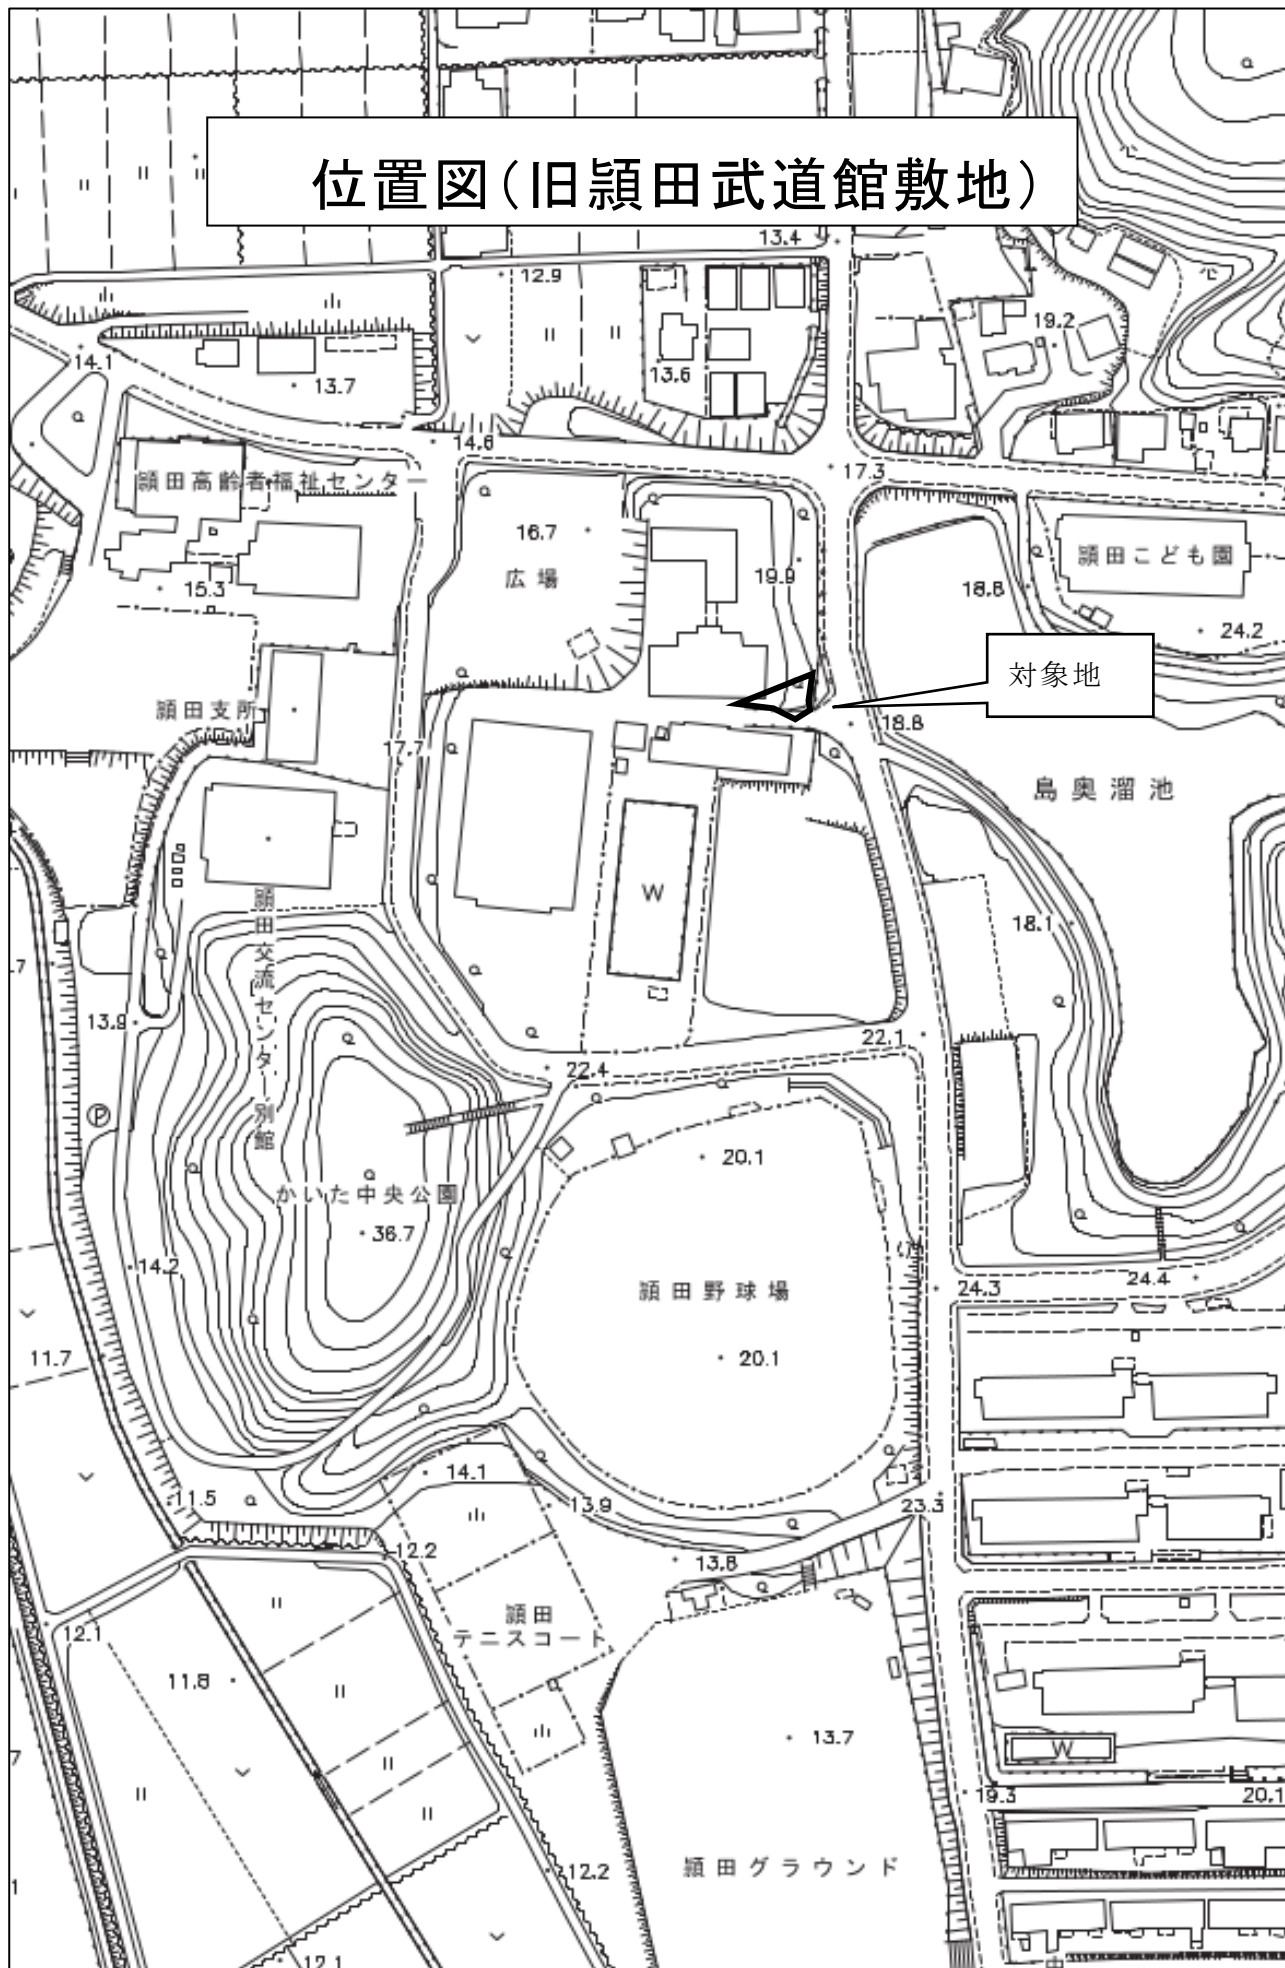 位置図(旧頴田武道館敷地)
13.4
12.9
19.2
14.1
13.7
13.6
14.6
17.3
頴田高齢者福祉センター
16.7
広場
19.9
18.8
頴田こども園
15.3
24.2
対象地
頴田支所
17.7
18.8
島奥溜池
W
頴田交流センター別館
18.1
13.9
22.1
22.4
P
20.1
かいた中央公園
36.7
14.2
頴田野球場
24.3
24.4
11.7
20.1
14.1
11.5
13.9
23.3
12.2
13.8
頴田
テニスコート
12.1
11.8
13.7
W
19.3
20.1
頴田グラウンド
12.2
12.1